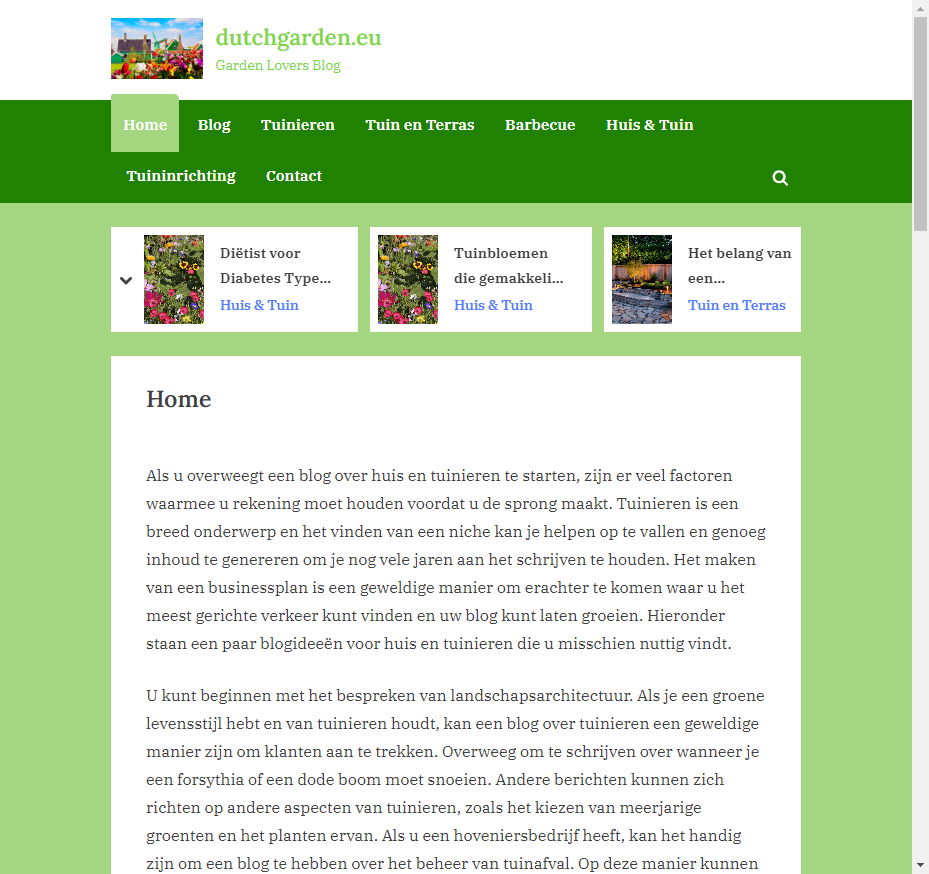 dutchgarden.eu
Garden Lovers Blog
Home Blog Tuinieren Tuin en Terras Barbecue Huis & Tuin
Tuininrichting Contact
Diëtist voor
Diabetes Type...
Huis & Tuin
Tuinbloemen
die gemakkeli...
Huis & Tuin
Het belang van
een...
Tuin en Terras
Home
Als u overweegt een blog over huis en tuinieren te starten, zijn er veel factoren
waarmee u rekening moet houden voordat u de sprong maakt. Tuinieren is een
breed onderwerp en het vinden van een niche kan je helpen op te vallen en genoeg
inhoud te genereren om je nog vele jaren aan het schrijven te houden. Het maken
van een businessplan is een geweldige manier om erachter te komen waar u het
meest gerichte verkeer kunt vinden en uw blog kunt laten groeien. Hieronder
staan een paar blogideeën voor huis en tuinieren die u misschien nuttig vindt.
U kunt beginnen met het bespreken van landschapsarchitectuur. Als je een groene
levensstijl hebt en van tuinieren houdt, kan een blog over tuinieren een geweldige
manier zijn om klanten aan te trekken. Overweeg om te schrijven over wanneer je
een forsythia of een dode boom moet snoeien. Andere berichten kunnen zich
richten op andere aspecten van tuinieren, zoals het kiezen van meerjarige
groenten en het planten ervan. Als u een hoveniersbedrijf heeft, kan het handig
zijn om een blog te hebben over het beheer van tuinafval. Op deze manier kunnen